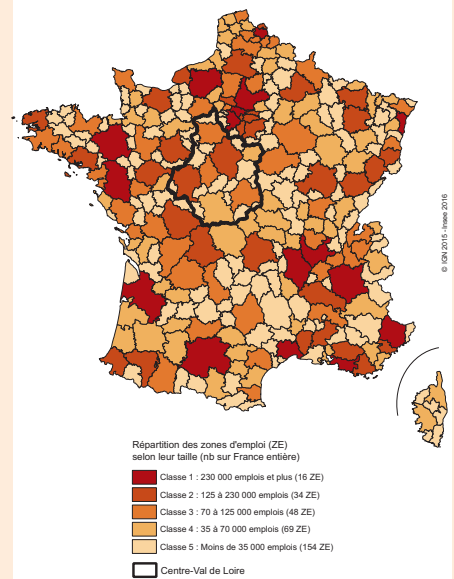 © IGN 2015 - Insee 2016
Répartition des zones d'emploi (ZE)
selon leur taille (nb sur France entière)
Classe 1 : 230 000 emplois et plus (16 ZE)
Classe 2 : 125 à 230 000 emplois (34 ZE)
Classe 3 : 70 à 125 000 emplois (48 ZE)
Classe 4 : 35 à 70 000 emplois (69 ZE)
Classe 5 : Moins de 35 000 emplois (154 ZE)
Centre-Val de Loire